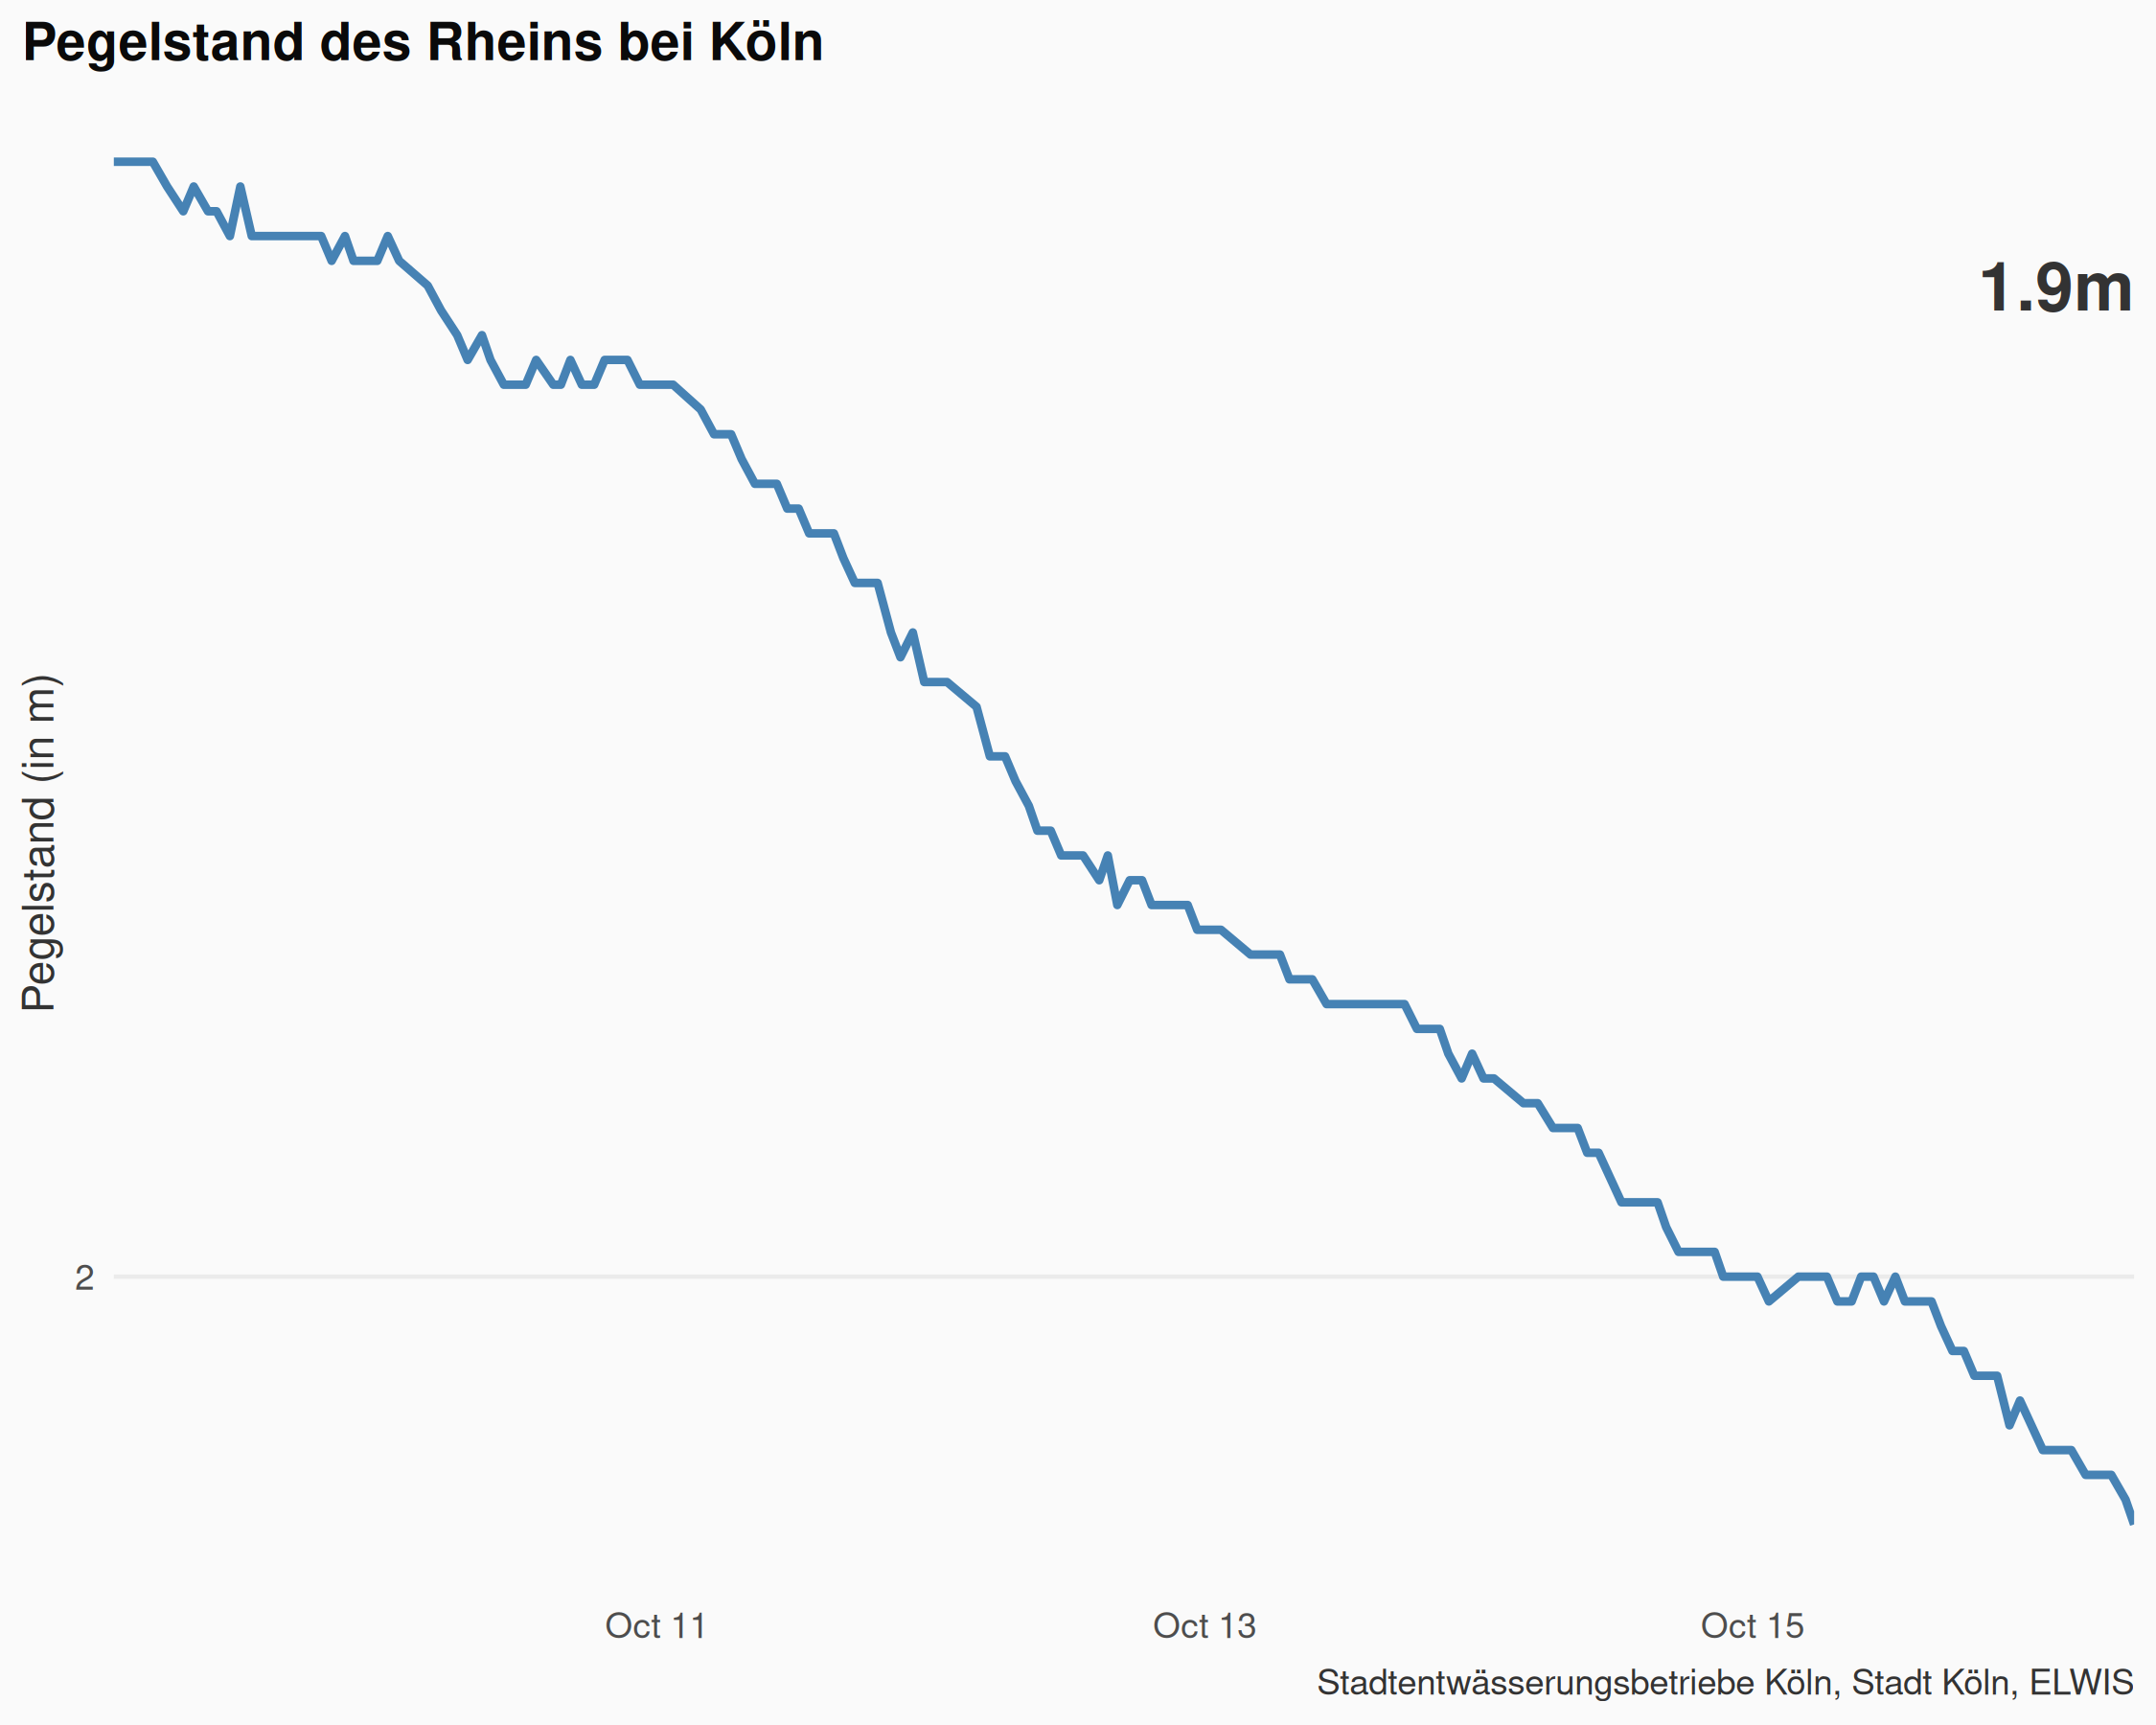 Pegelstand des Rheins bei Köln
1.9m
Pegelstand (in m)
2
Oct 11
Oct 13
Oct 15
Stadtentwässerungsbetriebe Köln, Stadt Köln, ELWIS